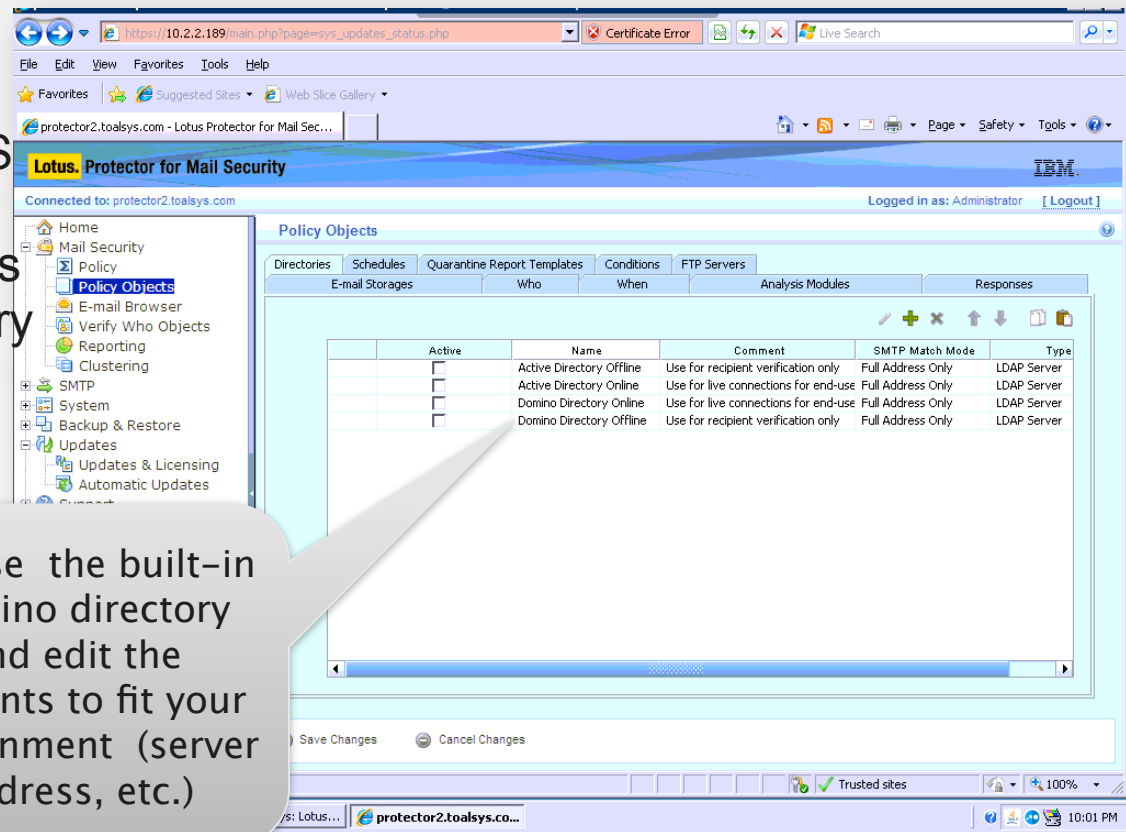 https://10.2.2.189/main.php?page=sys_updates_status.php Certificate Error Live Search
File Edit View Favorites Tools Help
Favorites Suggested Sites Web Slice Gallery
protector2.toalsys.com - Lotus Protector for Mail Sec... Page Safety Tools
s
Lotus. Protector for Mail Security IBM.
Connected to: protector2.toalsys.com Logged in as: Administrator [ Logout ]
Home
Mail Security
Policy
Policy Objects
E-mail Browser
Verify Who Objects
Reporting
Clustering
SMTP
System
Backup & Restore
Updates
Updates & Licensing
Automatic Updates
Support
s
ry
Policy Objects
Directories Schedules Quarantine Report Templates Conditions FTP Servers
E-mail Storages Who When Analysis Modules Responses
Active Name Comment SMTP Match Mode Type
Active Directory Offline Use for recipient verification only Full Address Only LDAP Server
Active Directory Online Use for live connections for end-use Full Address Only LDAP Server
Domino Directory Online Use for live connections for end-use Full Address Only LDAP Server
Domino Directory Offline Use for recipient verification only Full Address Only LDAP Server
se the built-in
ino directory
nd edit the
nts to fit your
nment (server
dress, etc.)
Save Changes Cancel Changes
Trusted sites 100%
s: Lotus... protector2.toalsys.co... 10:01 PM